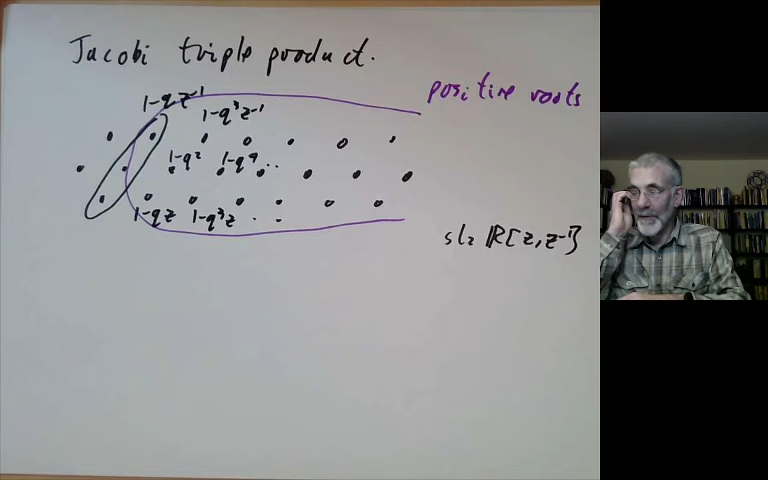 Jacobi triple product.
positive roots
1-qz⁻¹
1-q³z⁻¹
1-q² 1-q⁴ ..
1-qz 1-q³z . -
sl₂ ℝ[z,z⁻¹]